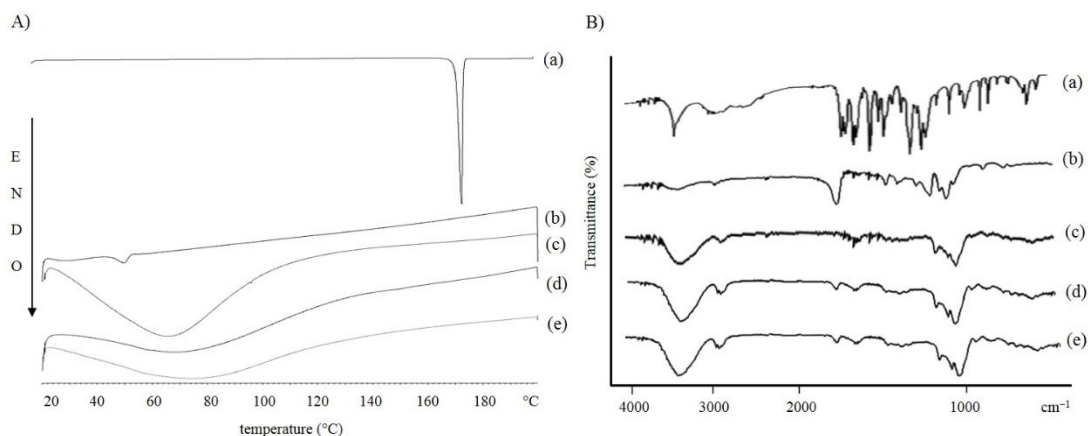 A)
(a)
E
N
D
O
(b)
(c)
(d)
(e)
20 40 60 80 100 120 140 160 180 °C
temperature (°C)
B)
(a)
(b)
(c)
(d)
(e)
Transmittance (%)
4000 3000 2000 1000 cm⁻¹